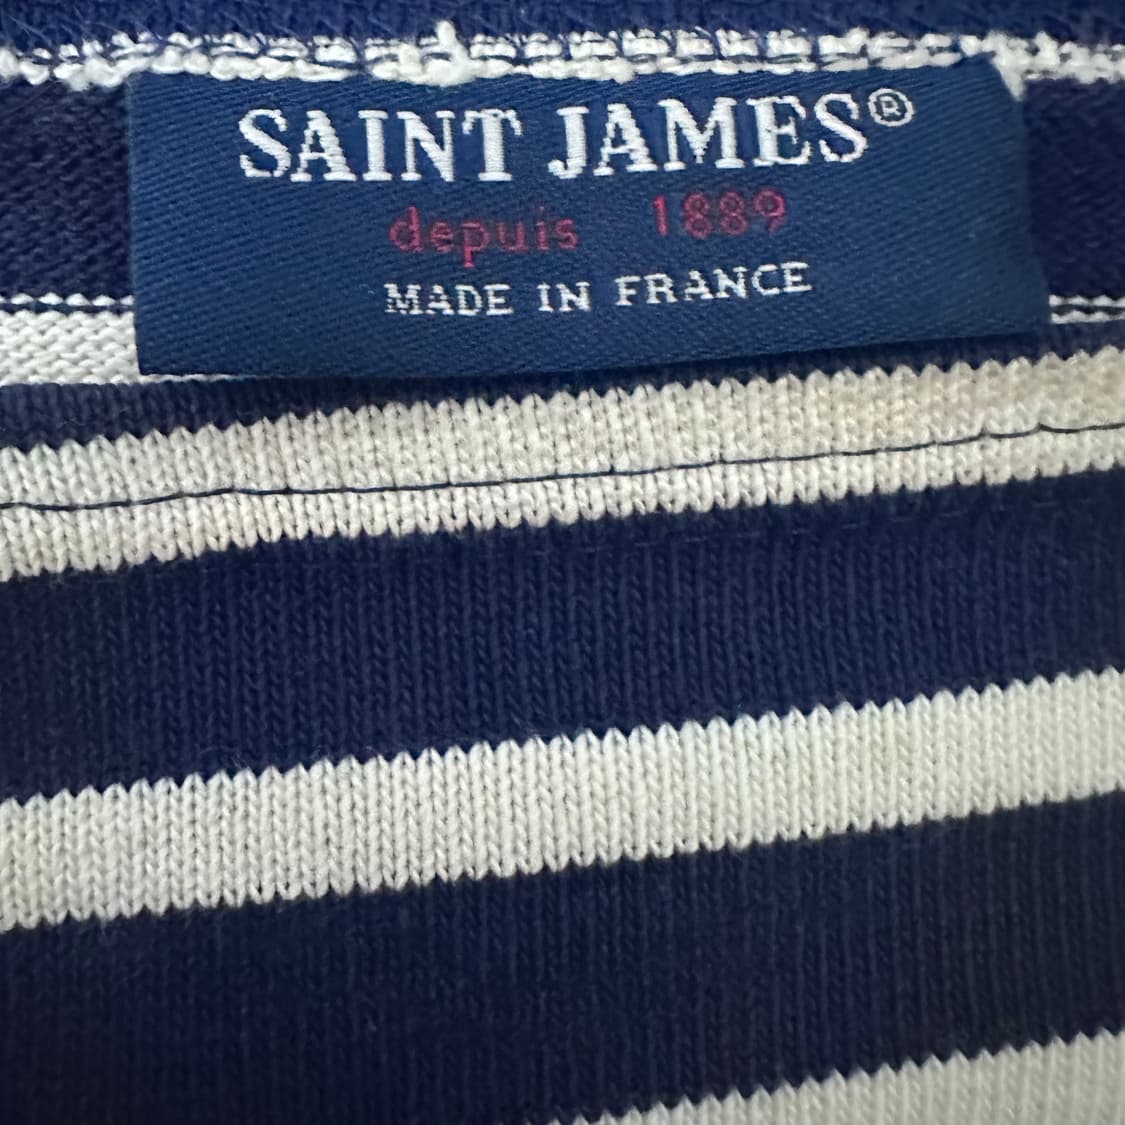 SAINT JAMES®
depuis 1889
MADE IN FRANCE